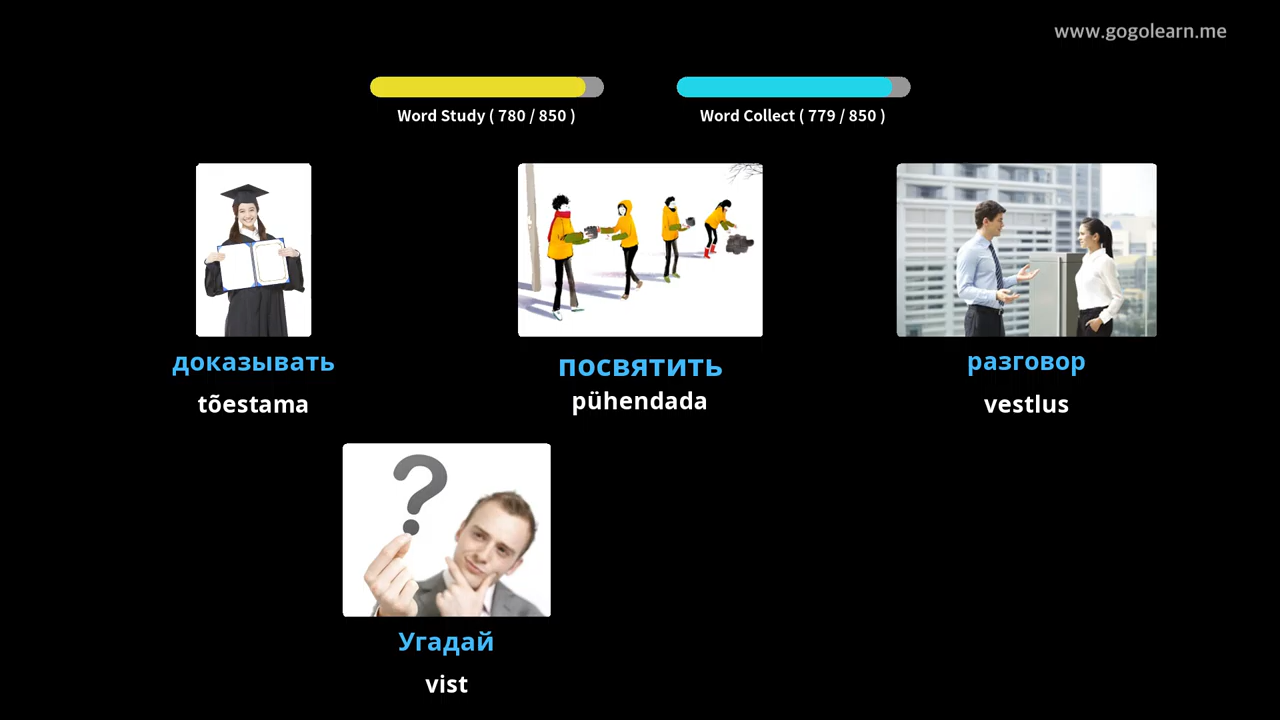 www.gogolearn.me
Word Study ( 780 / 850 )
Word Collect ( 779 / 850 )
доказывать
tõestama
посвятить
pühendada
разговор
vestlus
?
Угадай
vist